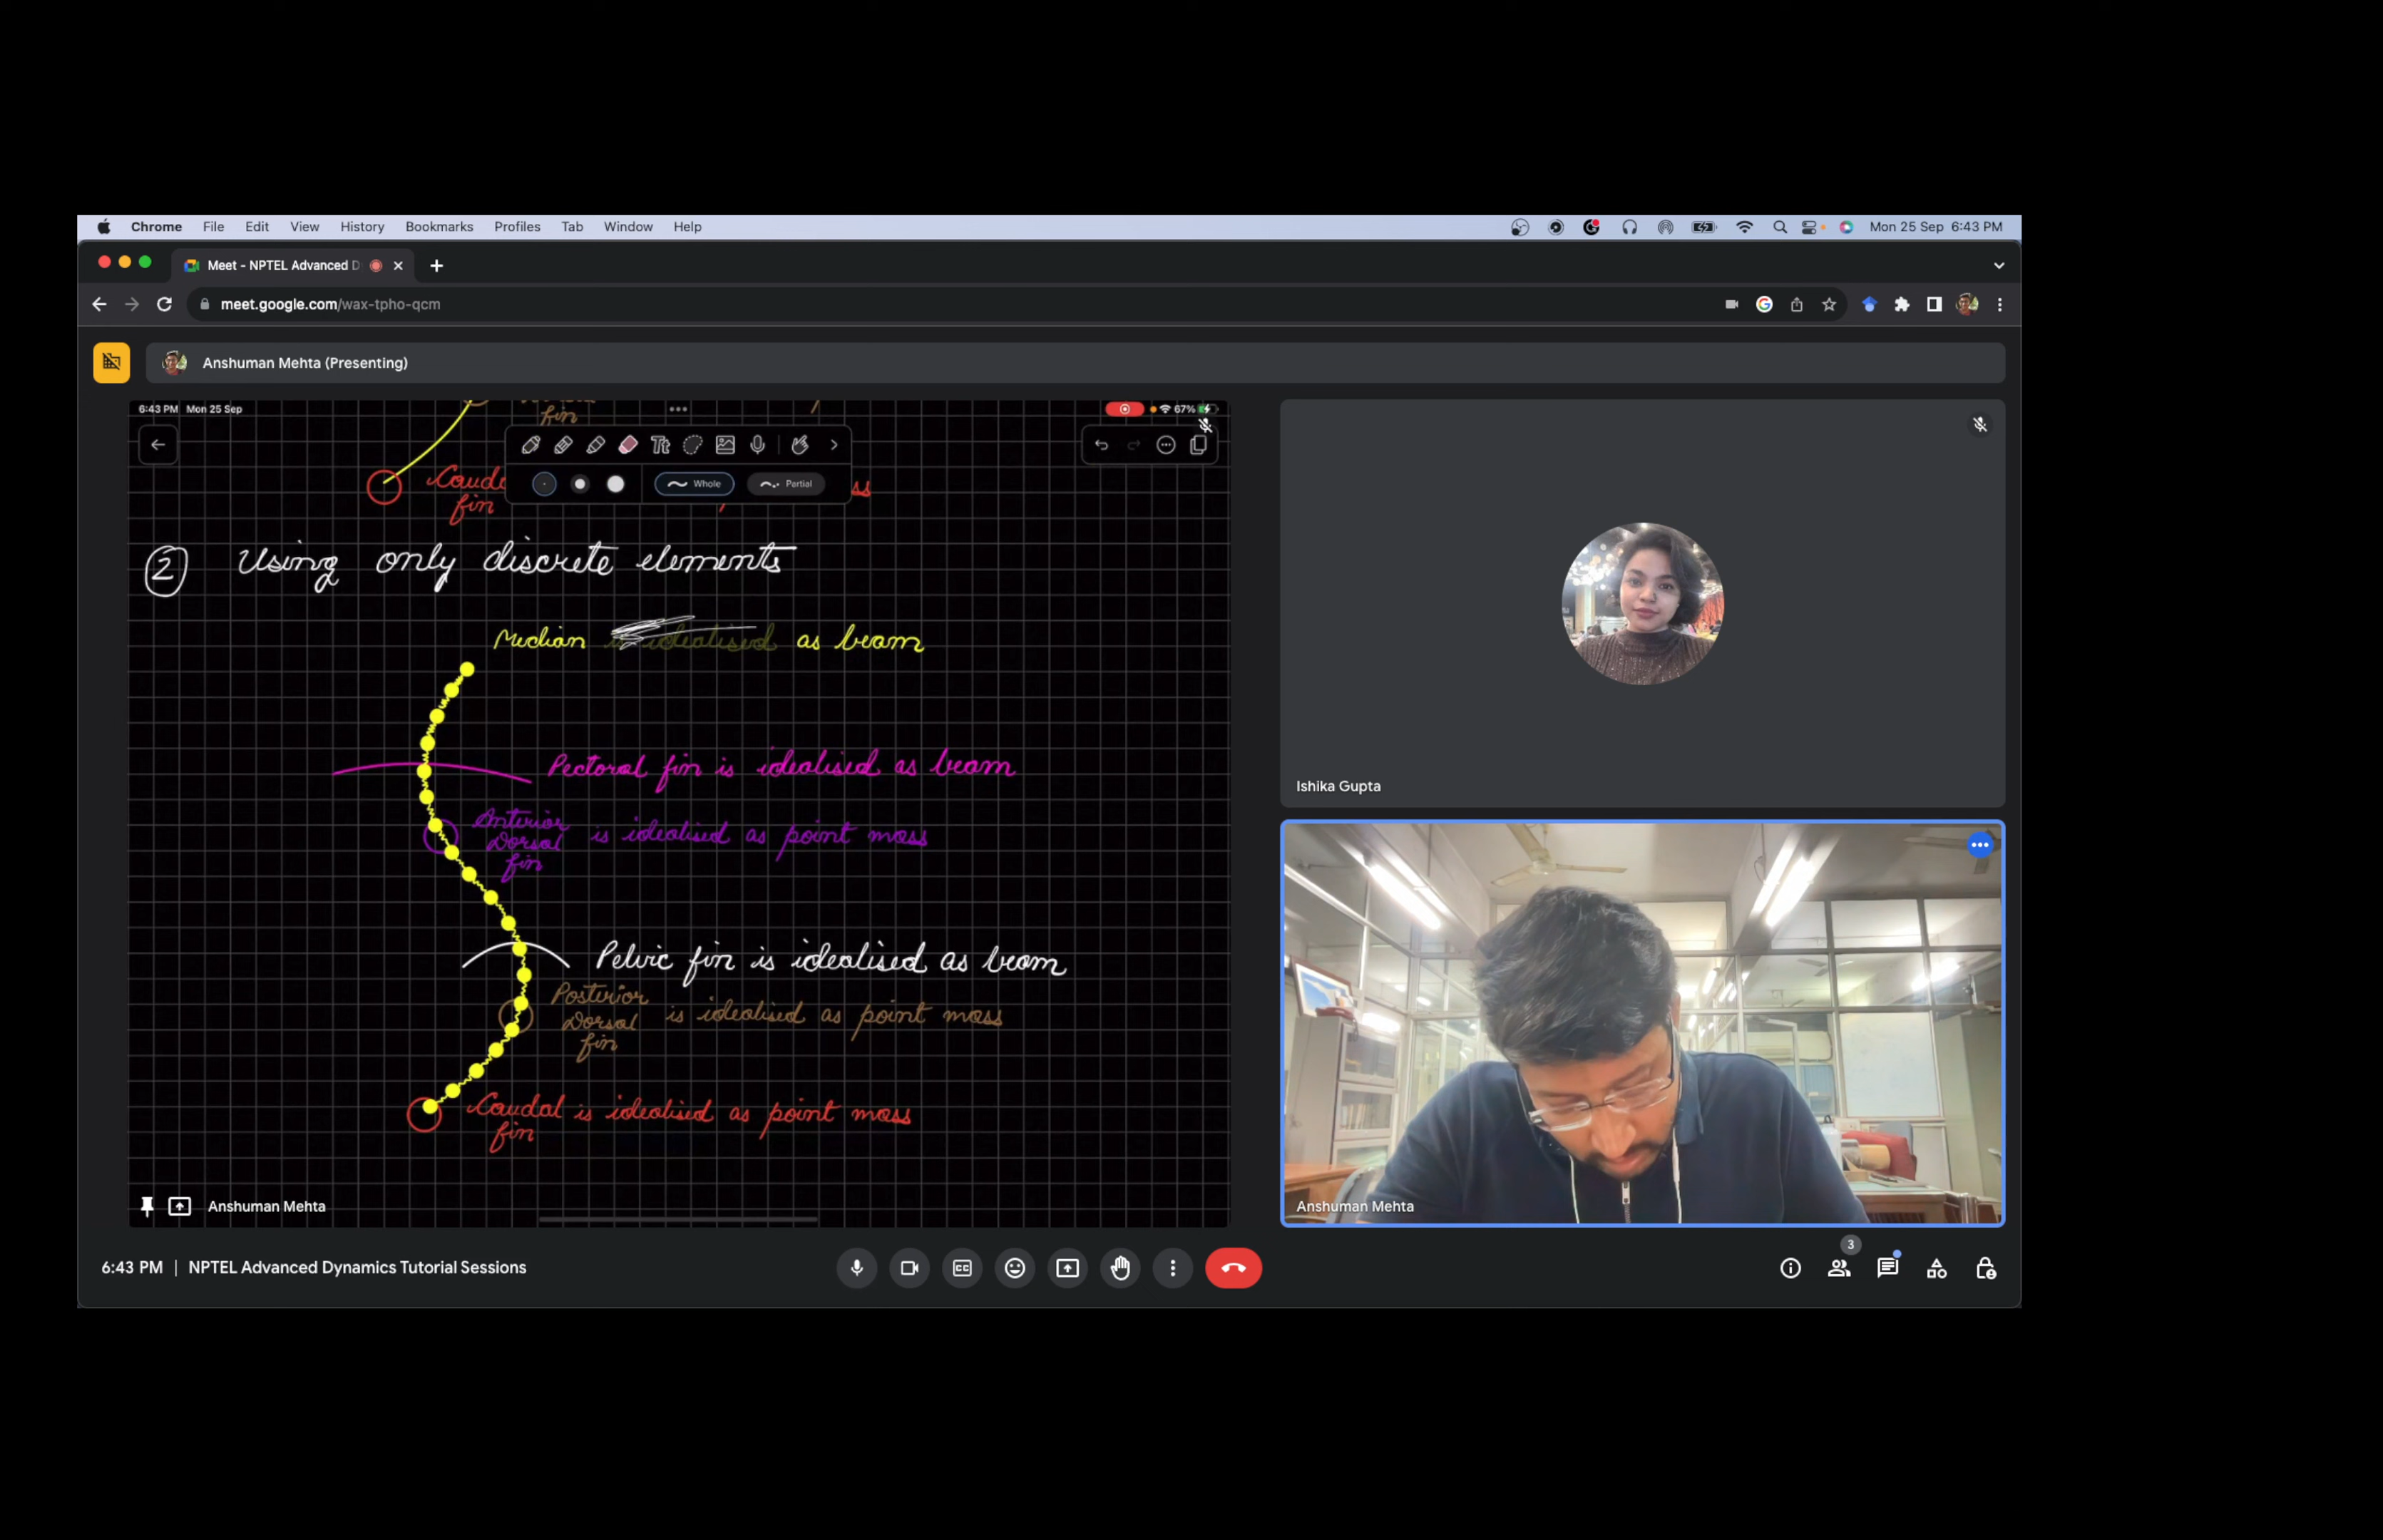 Chrome File Edit View History Bookmarks Profiles Tab Window Help Mon 25 Sep 6:43 PM
Meet - NPTEL Advanced D
meet.google.com/wax-tpho-qcm
Anshuman Mehta (Presenting)
6:43 PM Mon 25 Sep
67%
fin
Whole Partial
fin
② Using only discrete elements
Median is idealised as beam
Pectoral fin is idealised as beam
Anterior Dorsal fin is idealised as point mass
Pelvic fin is idealised as beam
Posterior Dorsal fin is idealised as point mass
Caudal fin is idealised as point mass
Anshuman Mehta
Ishika Gupta
Anshuman Mehta
6:43 PM | NPTEL Advanced Dynamics Tutorial Sessions
CC
3